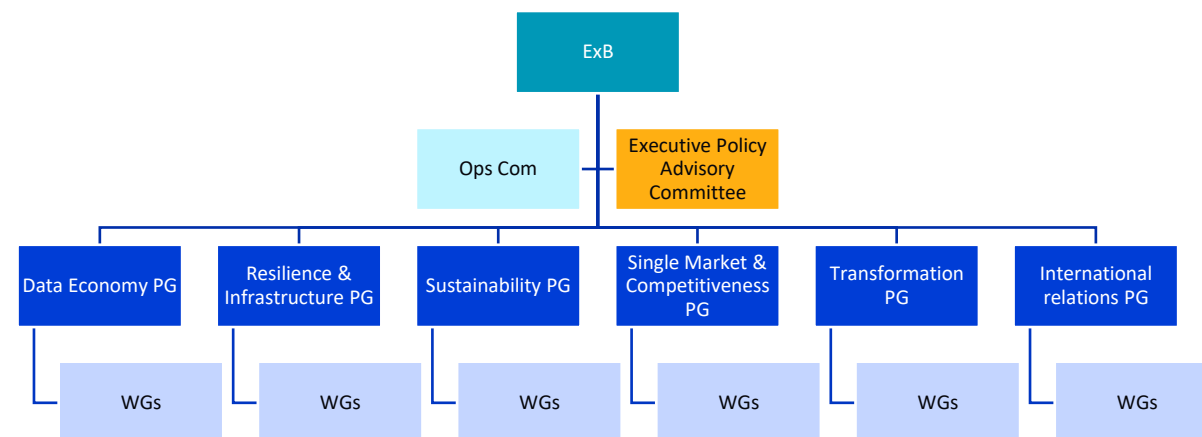 ExB
Ops Com
Executive Policy
Advisory
Committee
Data Economy PG
Resilience &
Infrastructure PG
Sustainability PG
Single Market &
Competitiveness
PG
Transformation
PG
International
relations PG
WGs
WGs
WGs
WGs
WGs
WGs